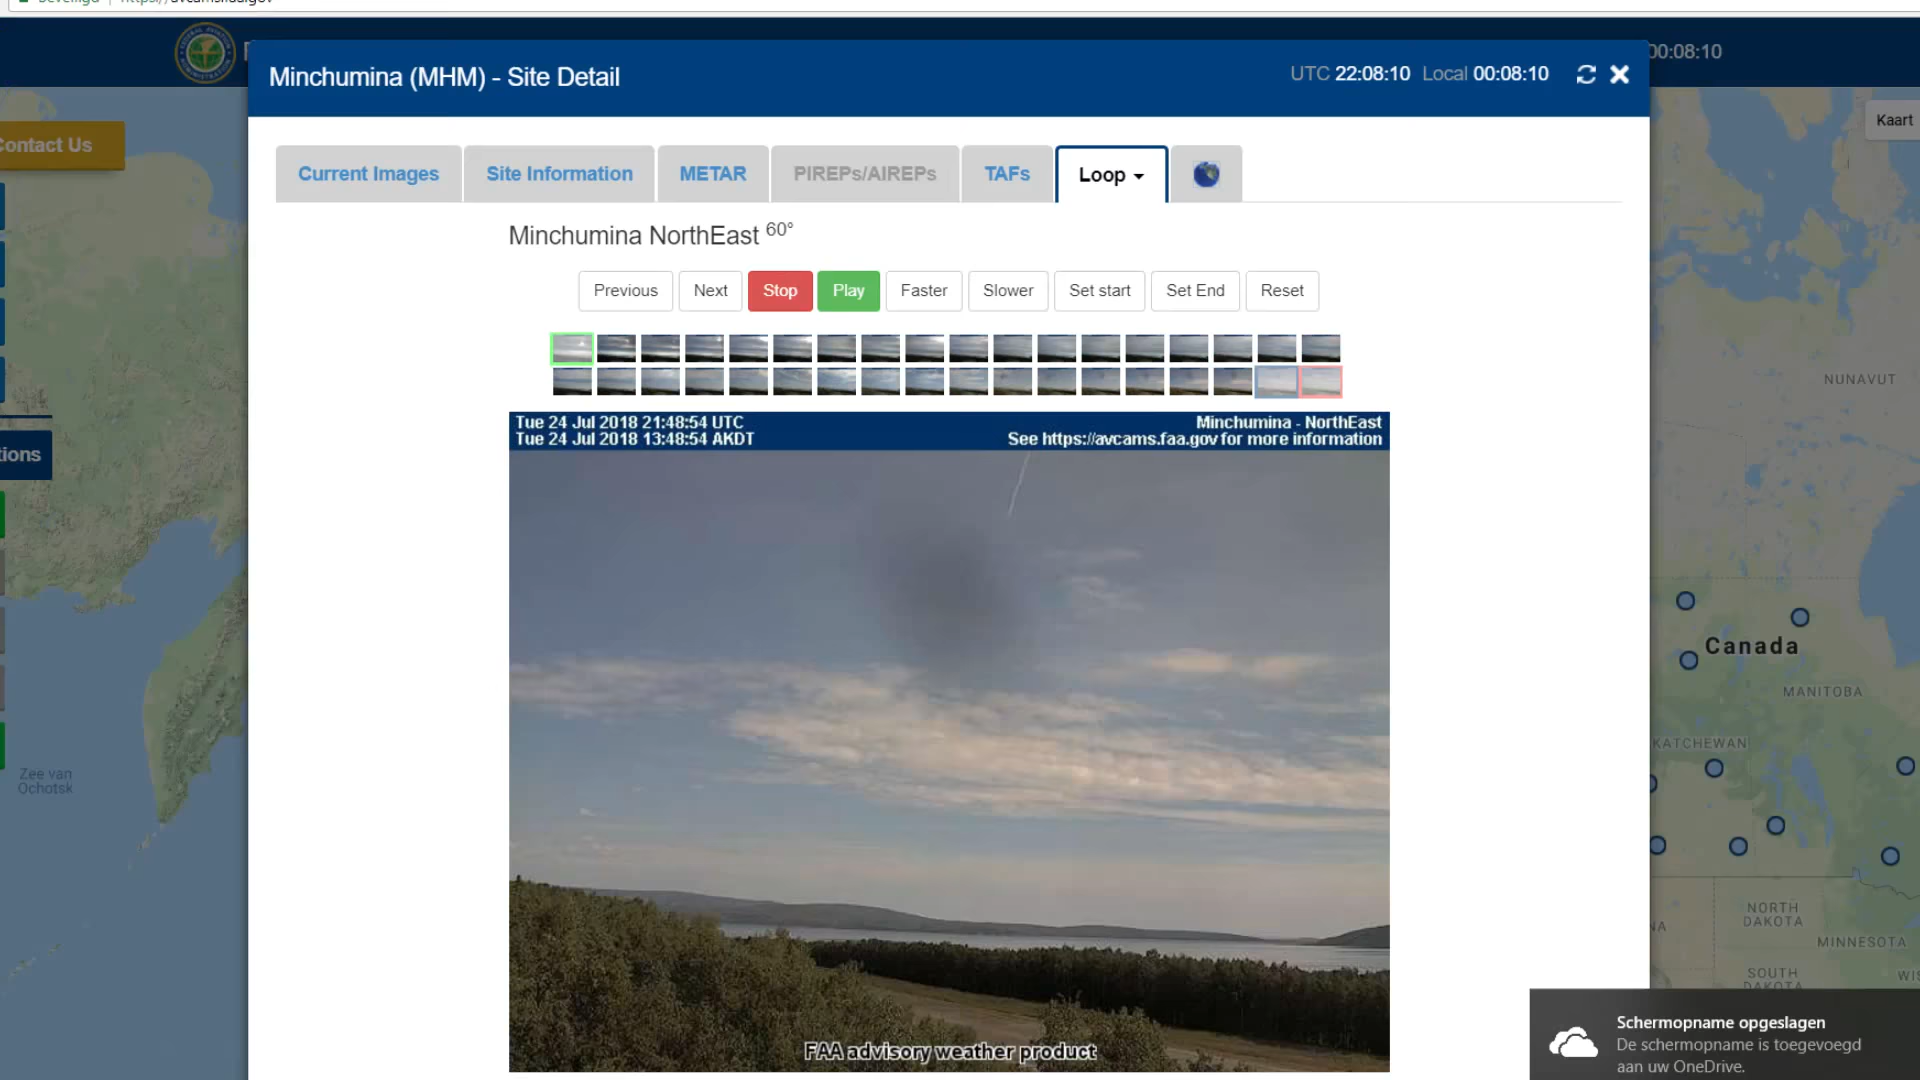 00:08:10
Minchumina (MHM) - Site Detail
UTC 22:08:10 Local 00:08:10
Contact Us
Kaart
Current Images
Site Information
METAR
PIREPs/AIREPs
TAFs
Loop
Minchumina NorthEast 60°
Previous
Next
Stop
Play
Faster
Slower
Set start
Set End
Reset
NUNAVUT
Tue 24 Jul 2018 21:48:54 UTC
Minchumina - NorthEast
Tue 24 Jul 2018 13:48:54 AKDT
See https://avcams.faa.gov for more information
tions
Canada
MANITOBA
KATCHEWAN
Zee van
Ochotsk
NORTH
DAKOTA
MINNESOTA
SOUTH
DAKOTA
WIS
FAA advisory weather product
Schermopname opgeslagen
De schermopname is toegevoegd
aan uw OneDrive.